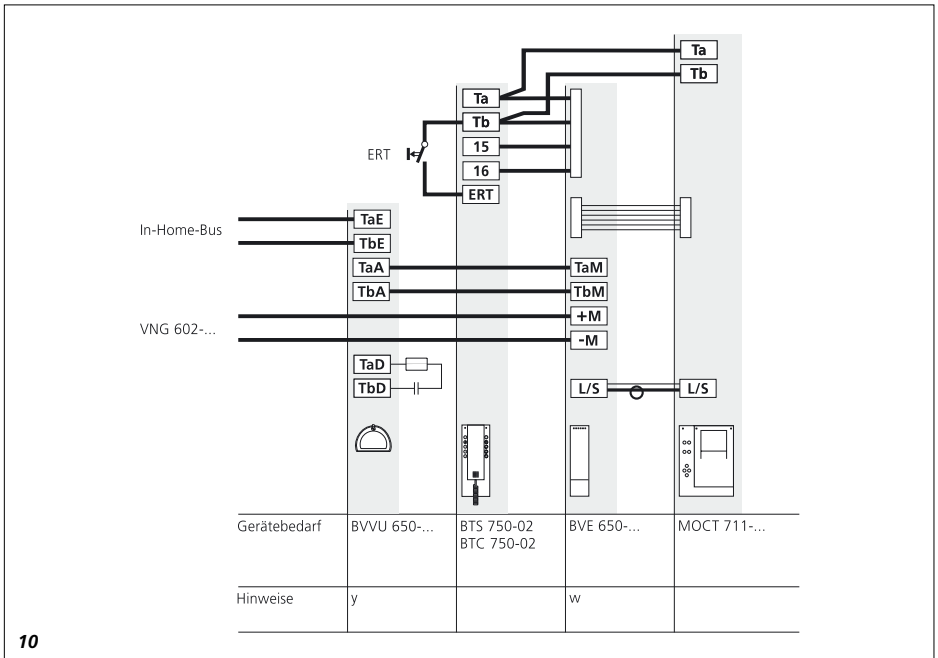 Ta
Tb
Ta
Tb
15
ERT
16
ERT
TaE
In-Home-Bus
TbE
TaA TaM
TbA TbM
+M
VNG 602-...
-M
TaD
TbD L/S L/S
Gerätebedarf BVVU 650-... BTS 750-02 BVE 650-... MOCT 711-...
BTC 750-02
Hinweise y w
10